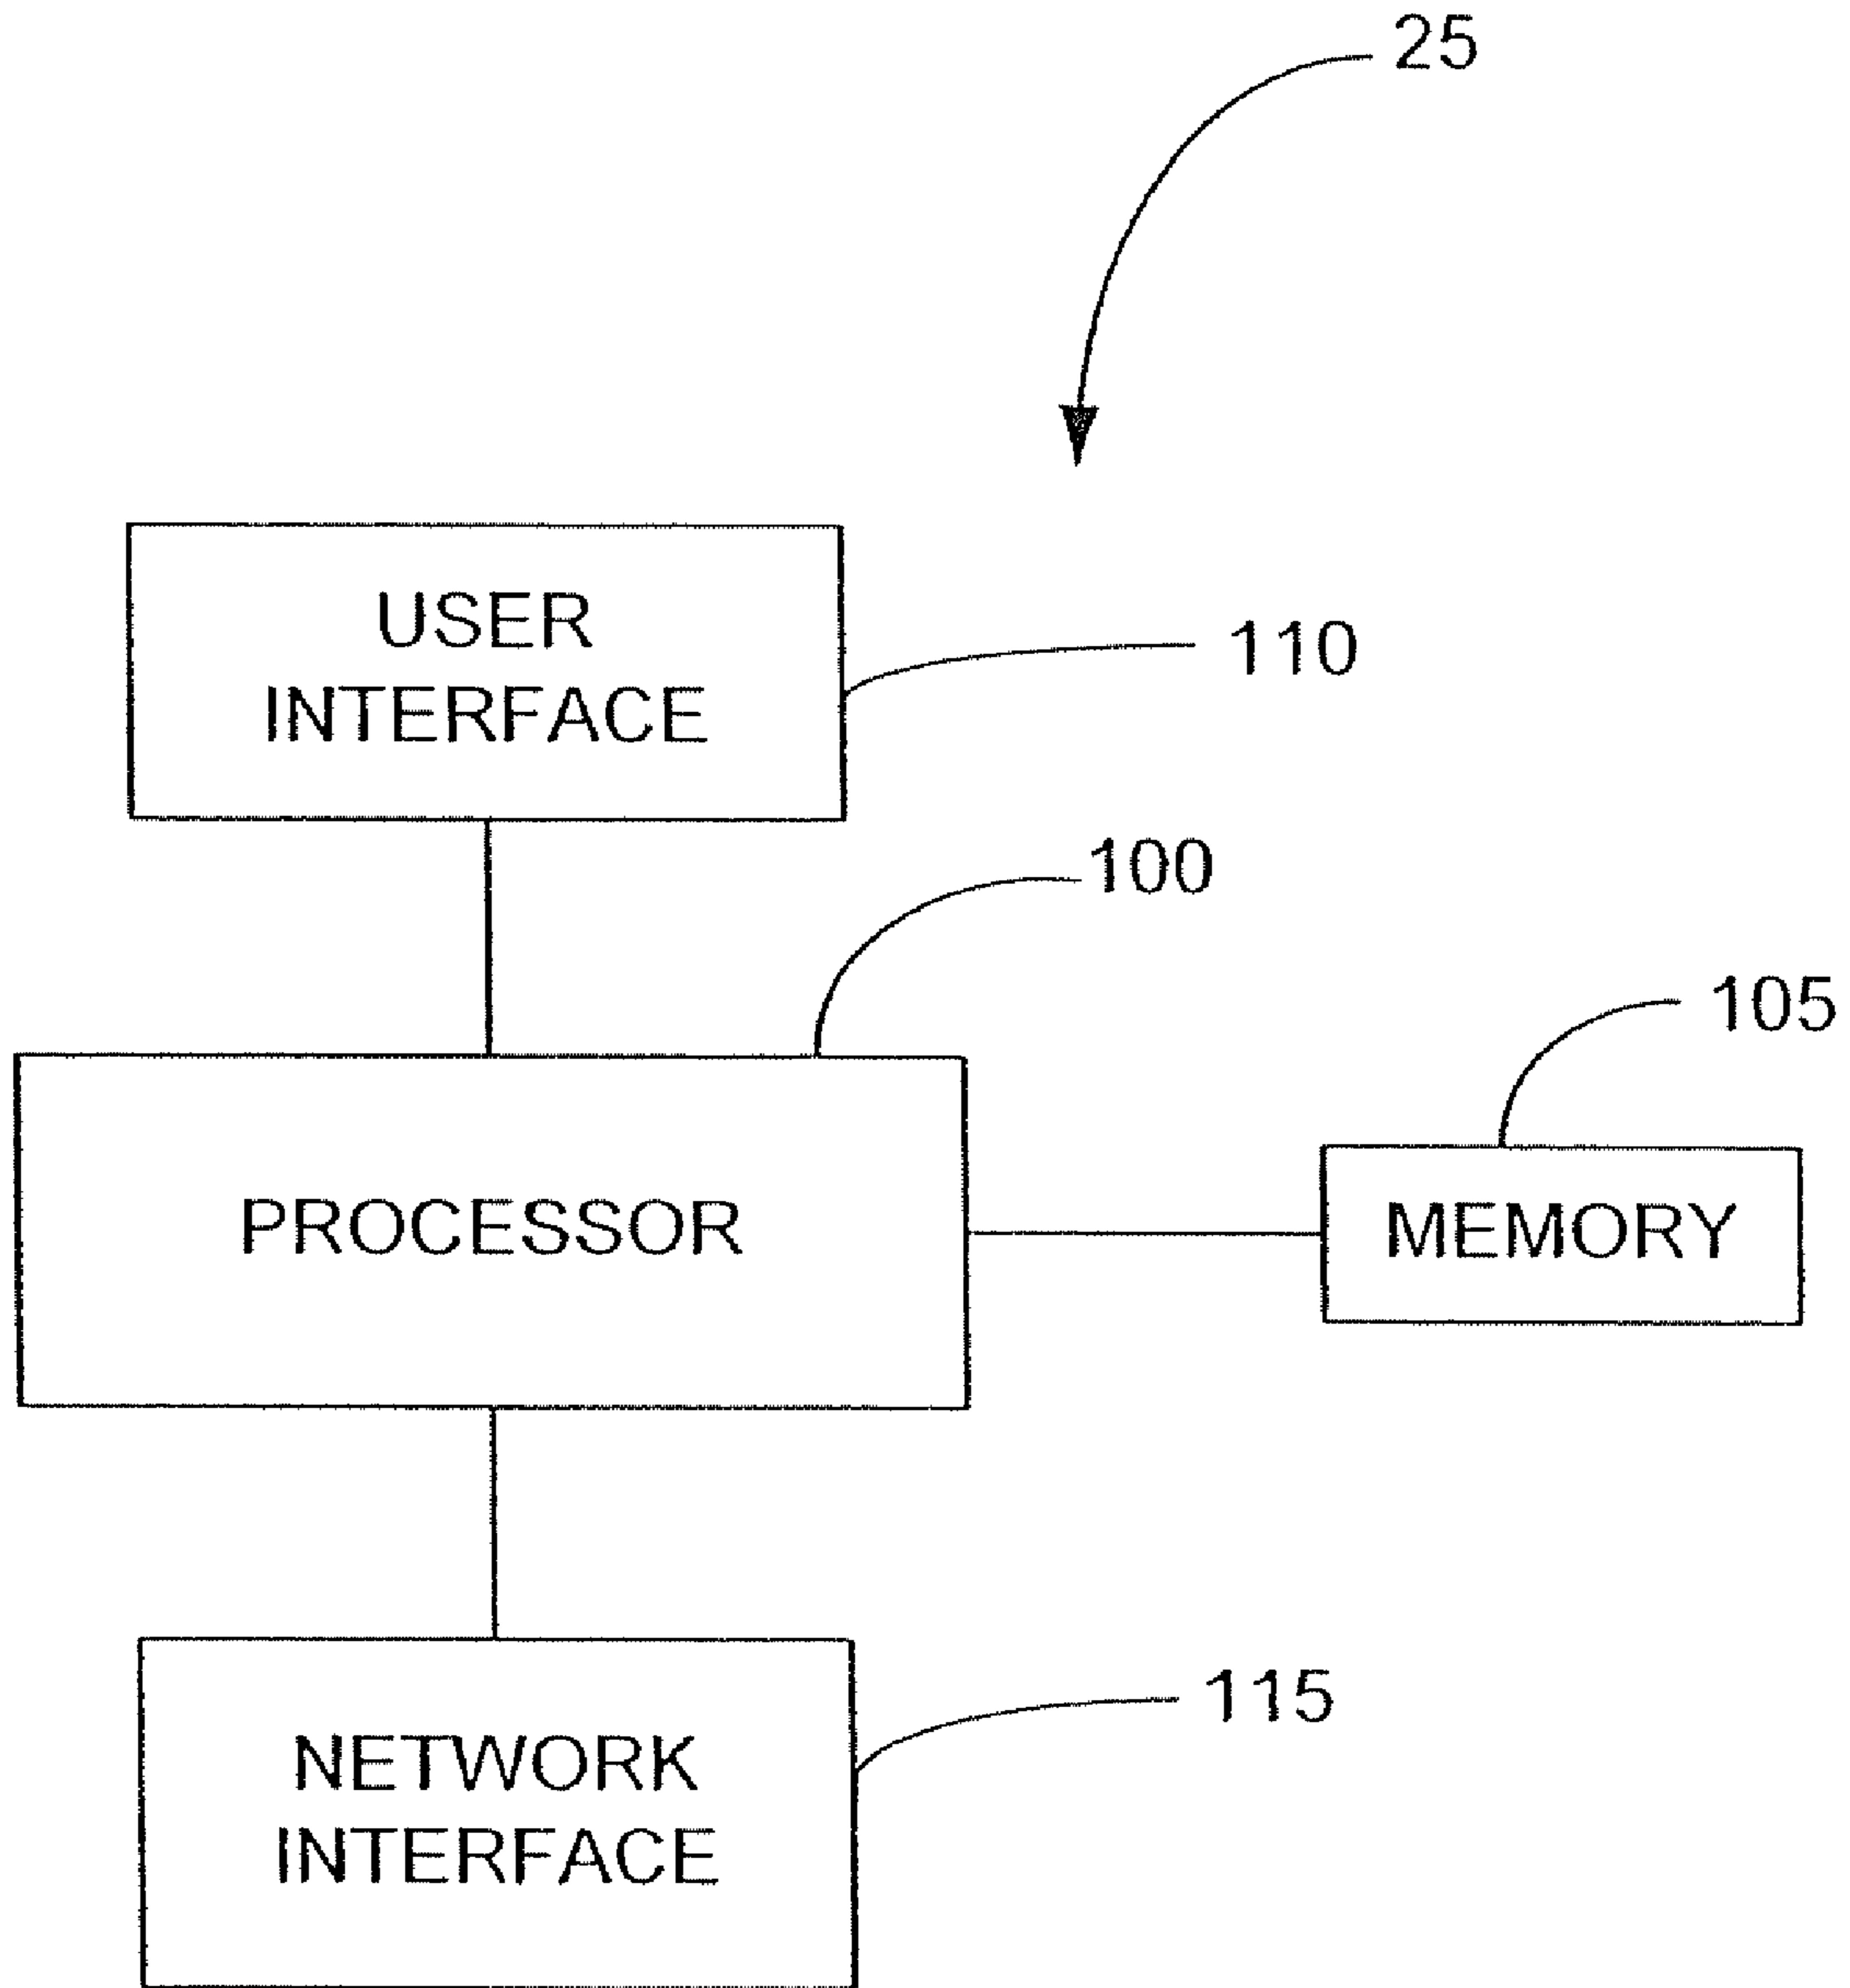 25
USER
INTERFACE
110
100
105
PROCESSOR
MEMORY
115
NETWORK
INTERFACE